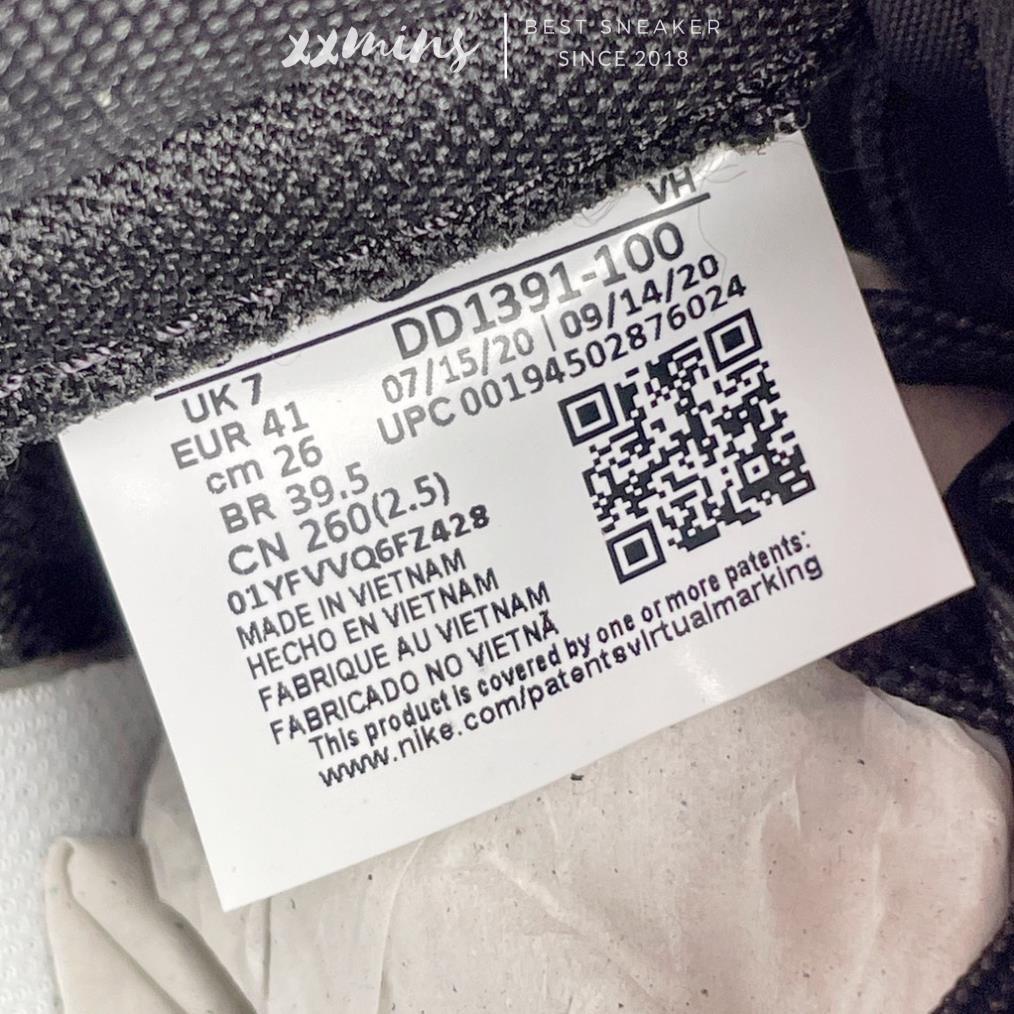 xxmins
BEST SNEAKER
SINCE 2018
VH
DD1391-100
07/15/20 | 09/14/20
UPC 00194502876024
UK 7
EUR 41
cm 26
BR 39.5
CN 260(2.5)
01YFVVQ6FZ428
MADE IN VIETNAM
HECHO EN VIETNAM
FABRIQUE AU VIETNAM
FABRICADO NO VIETNÃ
This product is covered by one or more patents:
www.nike.com/patentsvirtualmarking